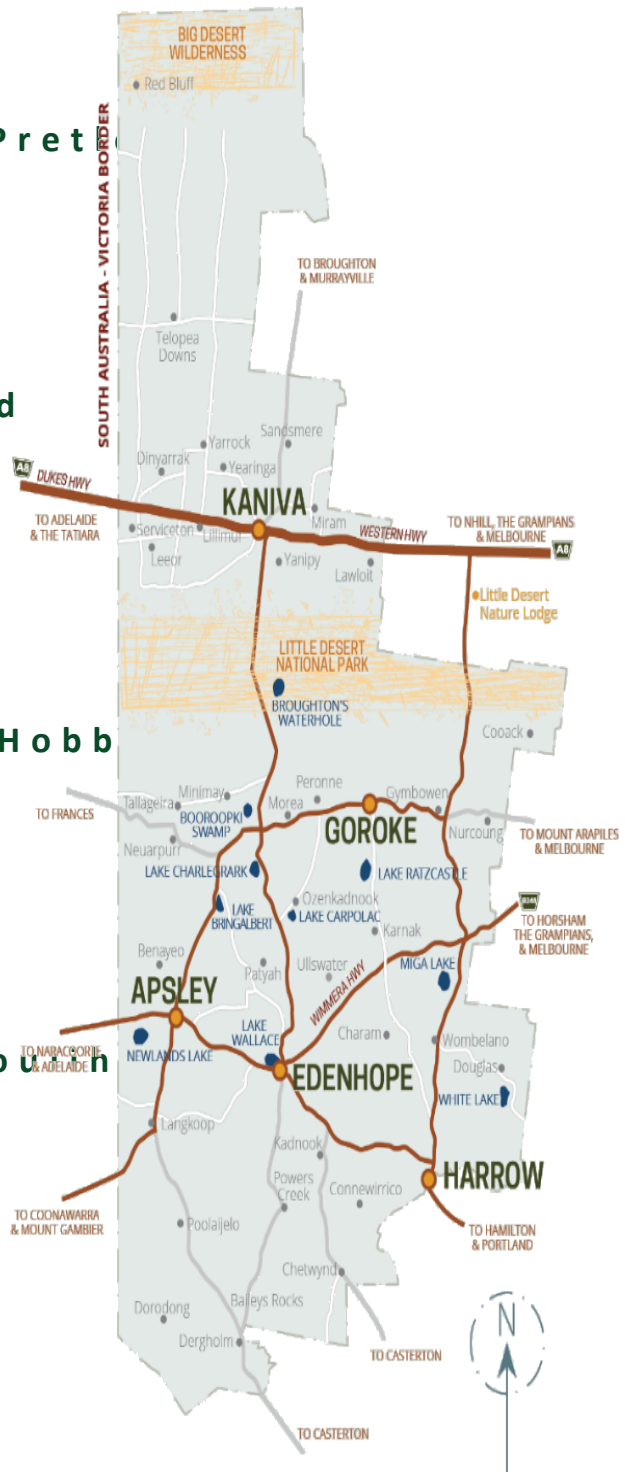 BIG DESERT
WILDERNESS
Red Bluff
SOUTH AUSTRALIA - VICTORIA BORDER
TO BROUGHTON
& MURRAYVILLE
Telopea
Downs
d
Sandsmere
Yarrock
Dinyarrak
Yearinga
A8
DUKES HWY
KANIVA
TO ADELAIDE
& THE TATIARA
Serviceton
Lillimur
Miram
WESTERN HWY
TO NHILL, THE GRAMPIANS
& MELBOURNE
A8
Leeor
Yanipy
Lawloit
Little Desert
Nature Lodge
LITTLE DESERT
NATIONAL PARK
BROUGHTON'S
WATERHOLE
Cooack
Hobb
Minimay
Peronne
Tallageira
Morea
Gymbowen
TO FRANCES
BOOROOPKI
SWAMP
GOROKE
Nurcoung
TO MOUNT ARAPILES
& MELBOURNE
Neuarpurr
LAKE CHARLEGRARK
LAKE RATZCASTLE
Ozenkadnook
LAKE
BRINGALBERT
LAKE CARPOLAC
TO HORSHAM
THE GRAMPIANS,
& MELBOURNE
Karnak
Benayeo
Patyah
Ullswater
WIMMERA HWY
MIGA LAKE
APSLEY
LAKE
WALLACE
Charam
Wombelano
TO NARACOORTE
& ADELAIDE
NEWLANDS LAKE
Douglas
EDENHOPE
WHITE LAKE
Langkoop
Kadnook
HARROW
Powers
Creek
Connewirrico
TO COONAWARRA
& MOUNT GAMBIER
Poolaijelo
TO HAMILTON
& PORTLAND
Chetwynd
Dorodong
Baileys Rocks
Dergholm
N
TO CASTERTON
TO CASTERTON